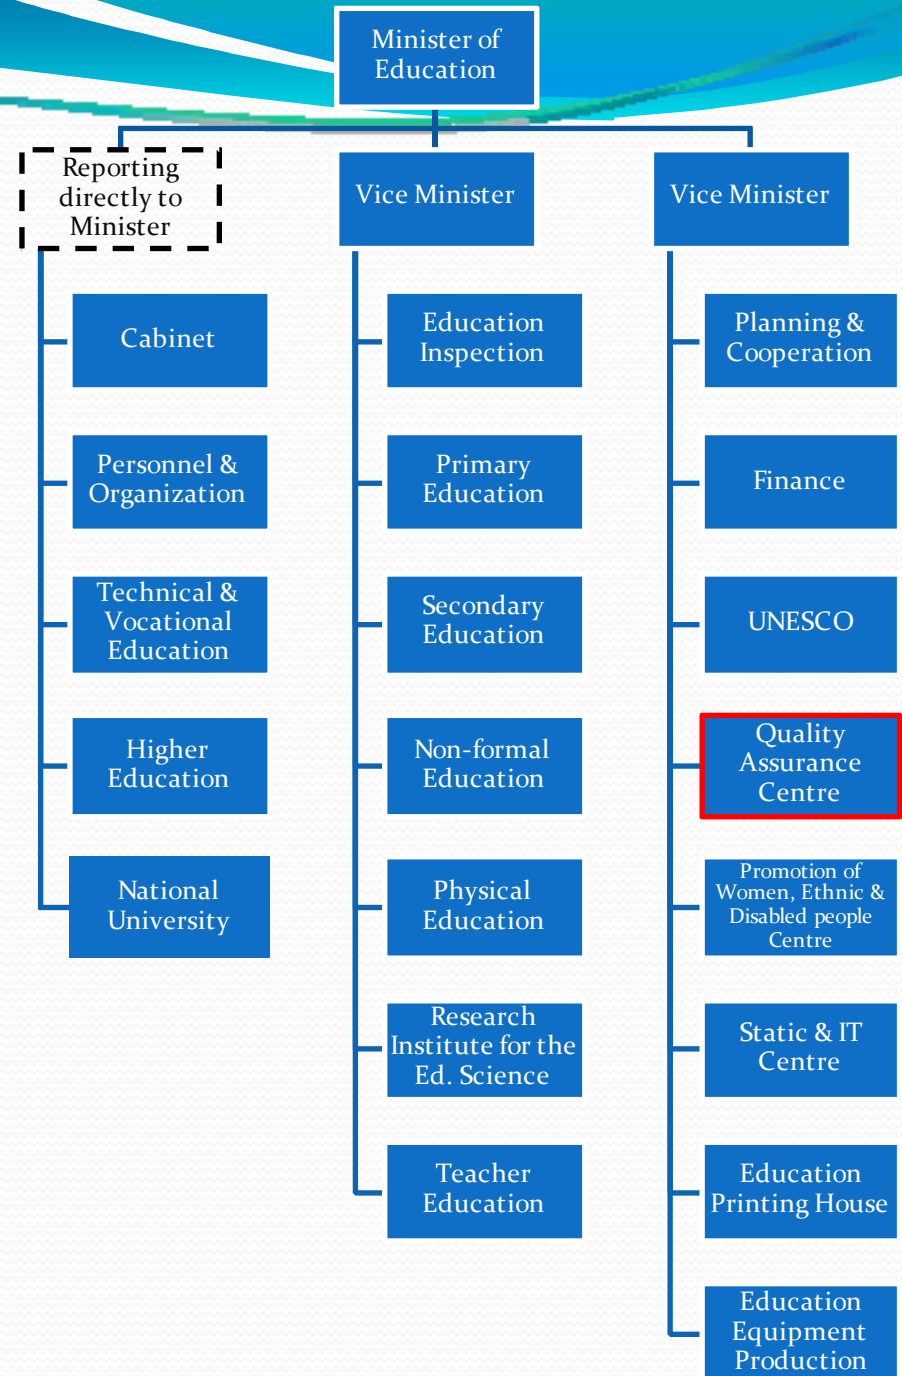 Minister of
Education
Reporting
directly to
Minister
Vice Minister
Vice Minister
Cabinet
Personnel &
Organization
Technical &
Vocational
Education
Higher
Education
National
University
Education
Inspection
Primary
Education
Secondary
Education
Non-formal
Education
Physical
Education
Research
Institute for the
Ed. Science
Teacher
Education
Planning &
Cooperation
Finance
UNESCO
Quality
Assurance
Centre
Promotion of
Women, Ethnic &
Disabled people
Centre
Static & IT
Centre
Education
Printing House
Education
Equipment
Production